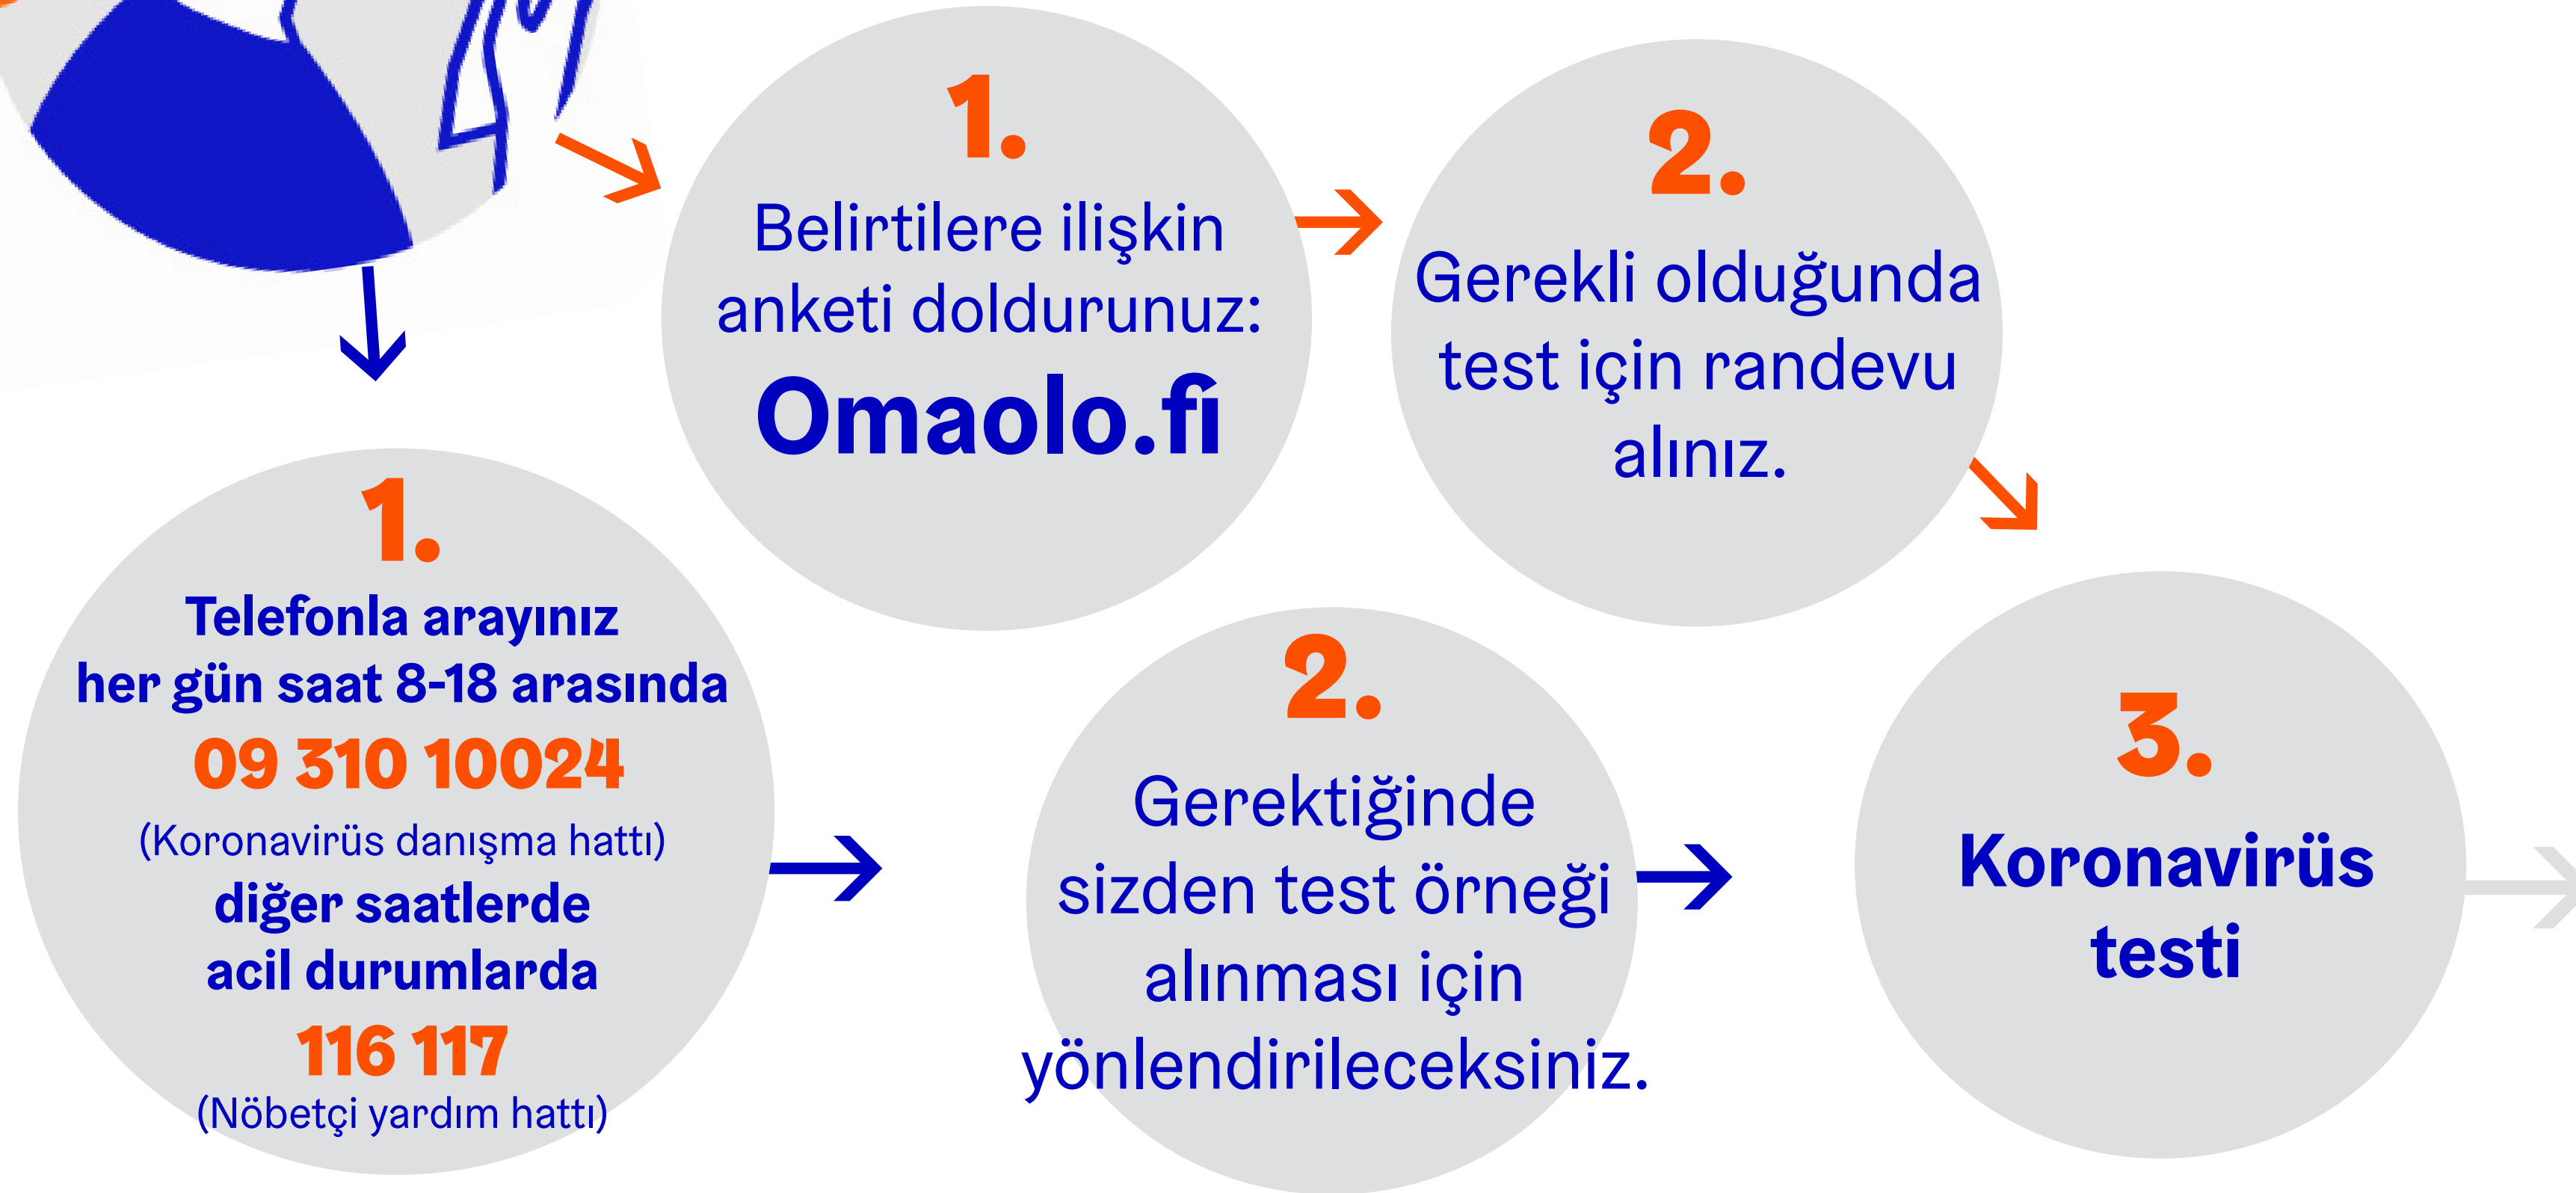 1.
Belirtilere ilişkin
anketi doldurunuz:
Omaolo.fi
2.
Gerekli olduğunda
test için randevu
alınız.
1.
Telefonla arayınız
her gün saat 8-18 arasında
09 310 10024
(Koronavirüs danışma hattı)
diğer saatlerde
acil durumlarda
116 117
(Nöbetçi yardım hattı)
2.
Gerektiğinde
sizden test örneği
alınması için
yönlendirileceksiniz.
3.
Koronavirüs
testi